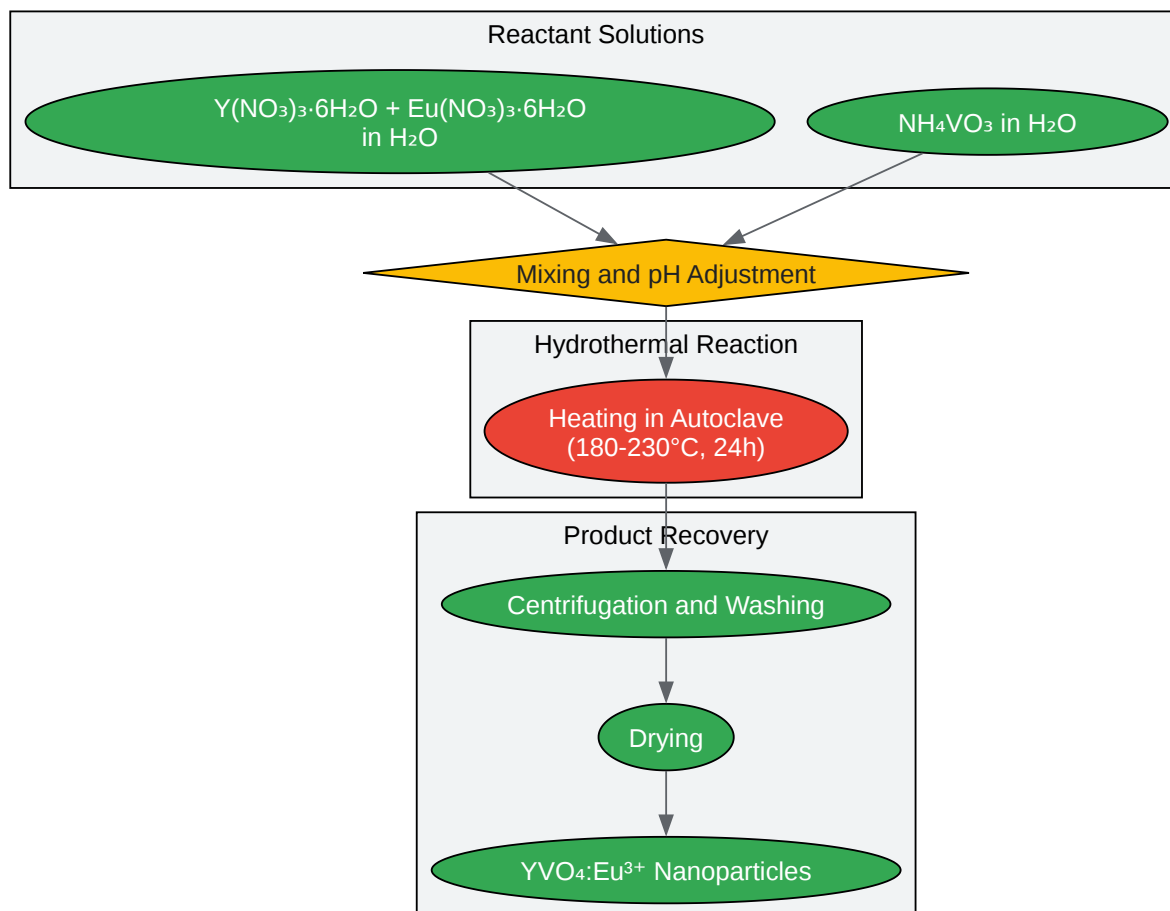 Reactant Solutions
Y(NO₃)₃·6H₂O + Eu(NO₃)₃·6H₂O
in H₂O
NH₄VO₃ in H₂O
Mixing and pH Adjustment
Hydrothermal Reaction
Heating in Autoclave
(180-230°C, 24h)
Product Recovery
Centrifugation and Washing
Drying
YVO₄:Eu³⁺ Nanoparticles